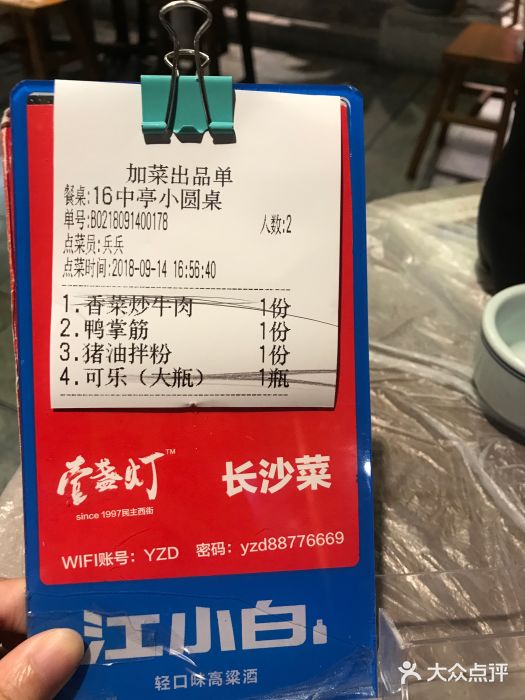 加菜出品单
餐桌:16中亭小圆桌
单号:B0218091400178 人数:2
点菜员:兵兵
点菜时间:2018-09-14 16:56:40
1.香菜炒牛肉 1份
2.鸭掌筋 1份
3.猪油拌粉 1份
4.可乐（大瓶） 1瓶
壹盏灯™ 长沙菜
since 1997民主西街
WIFI账号：YZD 密码：yzd88776669
江小白
轻口味高粱酒
大众点评